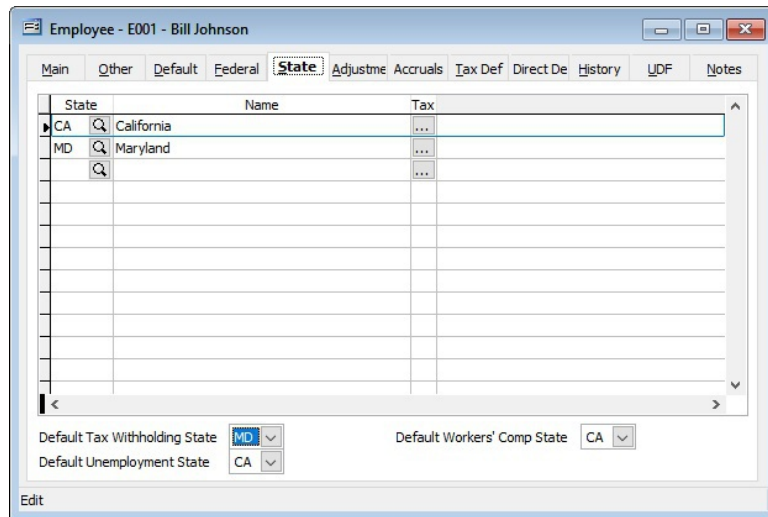 Employee - E001 - Bill Johnson
Main Other Default Federal State Adjustme Accruals Tax Def Direct De History UDF Notes
State Name Tax
CA California ...
MD Maryland ...
...
Default Tax Withholding State MD Default Workers' Comp State CA
Default Unemployment State CA
Edit